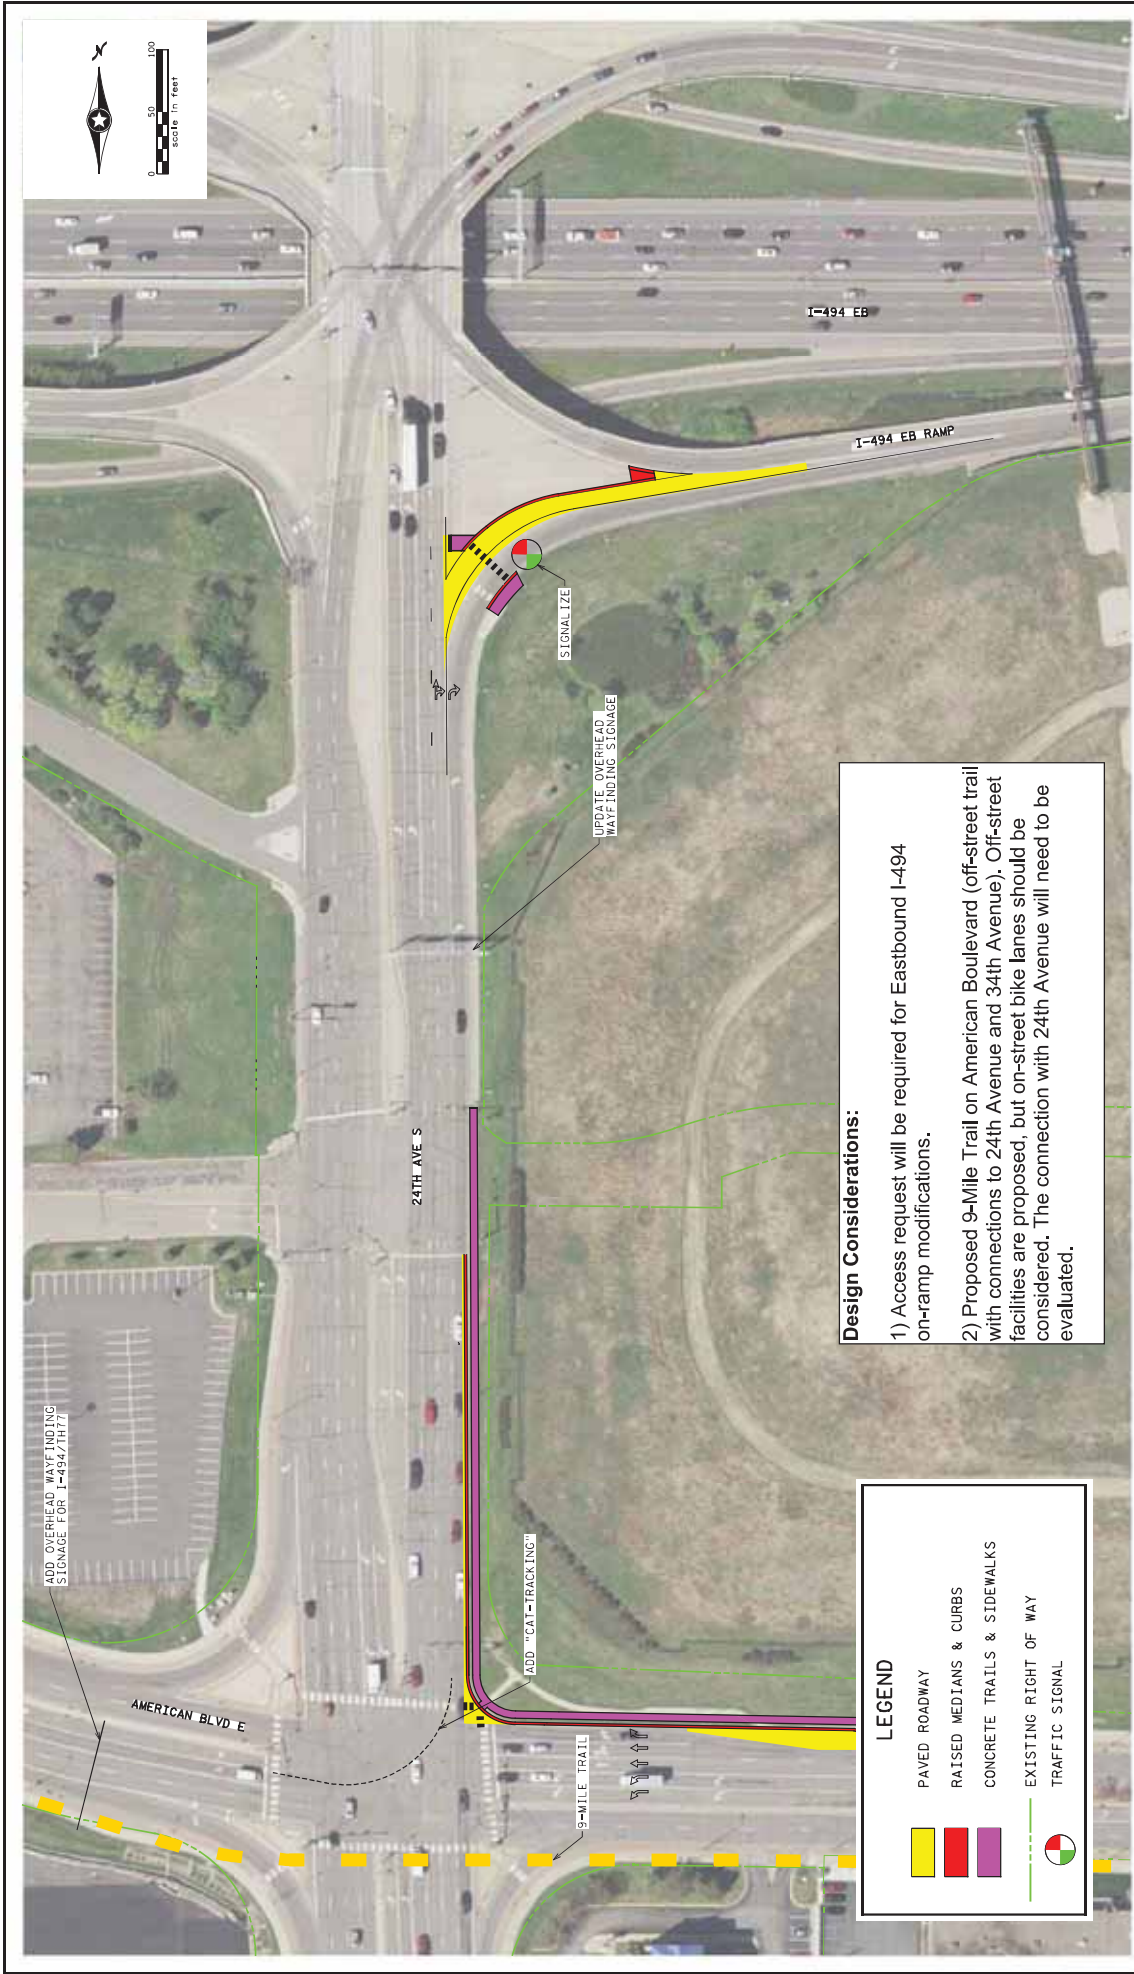 N
0 50 100
scale in feet
I-494 EB
I-494 EB RAMP
SIGNALIZE
UPDATE OVERHEAD
WAYFINDING SIGNAGE
24TH AVE S
ADD OVERHEAD WAYFINDING
SIGNAGE FOR I-494/TH77
AMERICAN BLVD E
ADD "CAT-TRACKING"
9-MILE TRAIL
Design Considerations:
1) Access request will be required for Eastbound I-494
on-ramp modifications.
2) Proposed 9-Mile Trail on American Boulevard (off-street trail
with connections to 24th Avenue and 34th Avenue). Off-street
facilities are proposed, but on-street bike lanes should be
considered. The connection with 24th Avenue will need to be
evaluated.
LEGEND
PAVED ROADWAY
RAISED MEDIANS & CURBS
CONCRETE TRAILS & SIDEWALKS
EXISTING RIGHT OF WAY
TRAFFIC SIGNAL